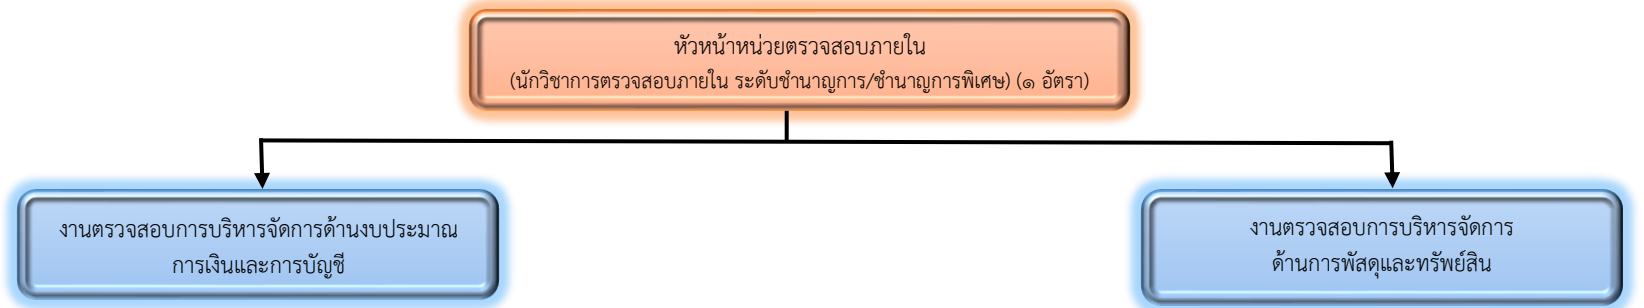 หัวหน้าหน่วยตรวจสอบภายใน
(นักวิชาการตรวจสอบภายใน ระดับชำนาญการ/ชำนาญการพิเศษ) (๑ อัตรา)
งานตรวจสอบการบริหารจัดการด้านงบประมาณ
การเงินและการบัญชี
งานตรวจสอบการบริหารจัดการ
ด้านการพัสดุและทรัพย์สิน